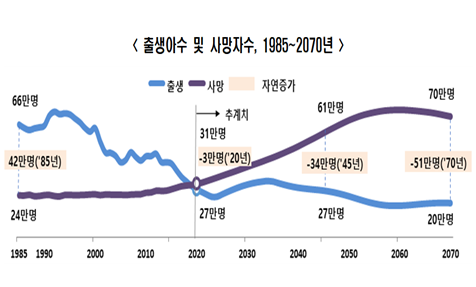 < 출생아수 및 사망자수, 1985~2070년 >
출생 사망 자연증가
66만명
추계치
31만명
61만명
70만명
42만명('85년)
-3만명('20년)
-34만명('45년)
-51만명('70년)
24만명
27만명
27만명
20만명
1985 1990 2000 2010 2020 2030 2040 2050 2060 2070